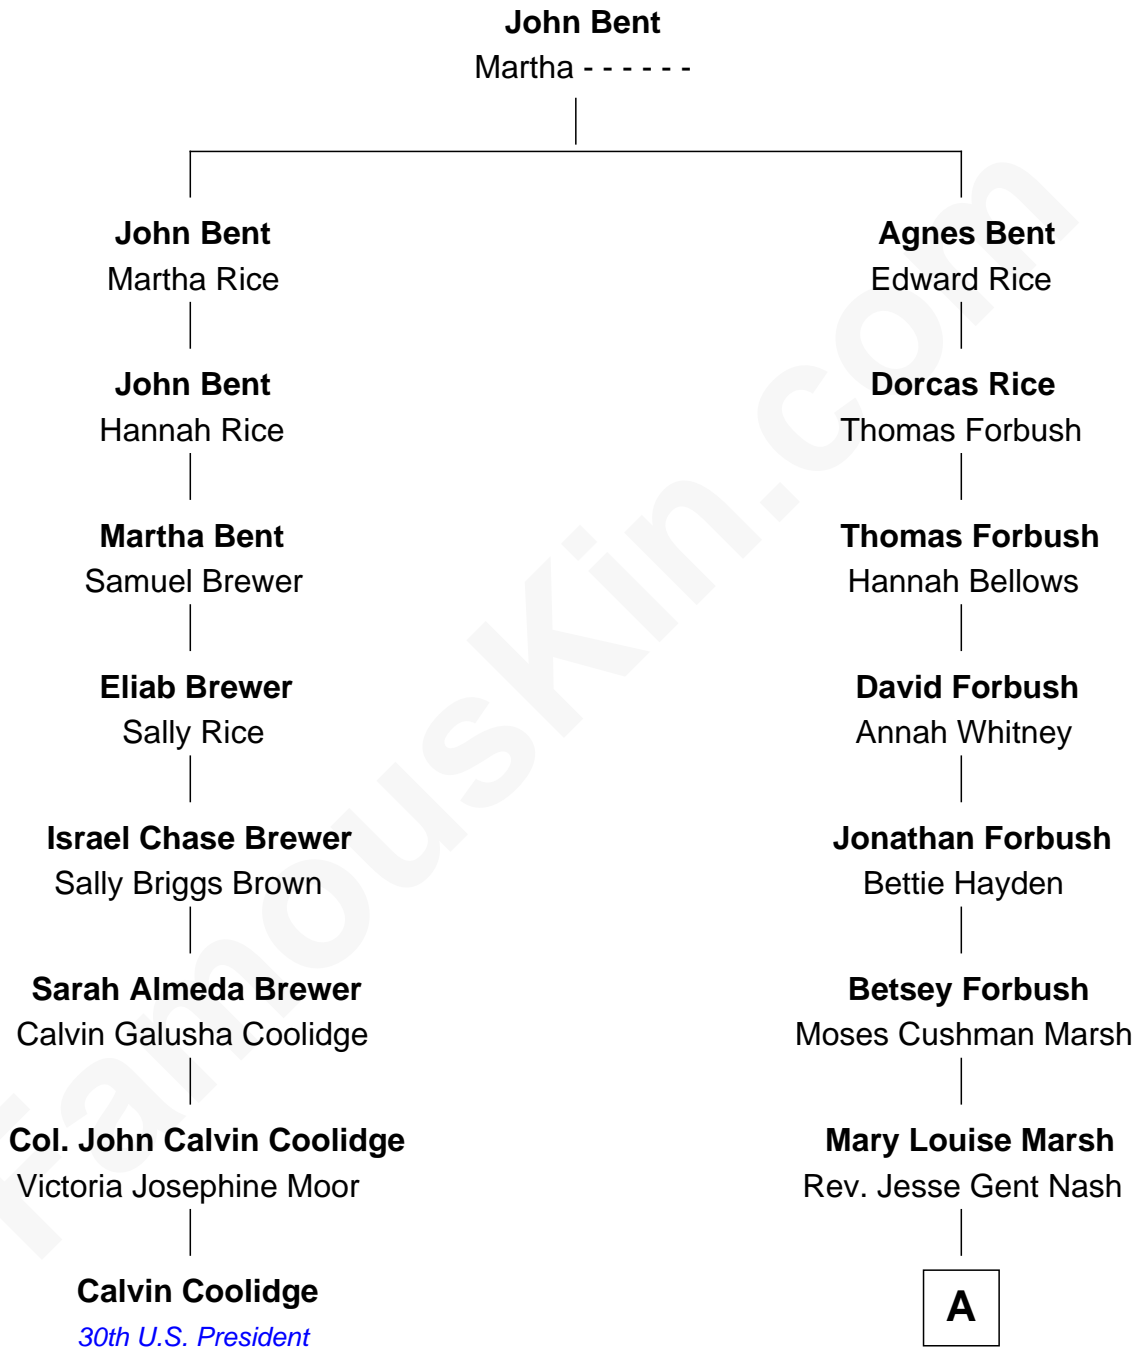 John Bent
Martha - - - - - -
John Bent
Martha Rice
Agnes Bent
Edward Rice
John Bent
Hannah Rice
Dorcas Rice
Thomas Forbush
Martha Bent
Samuel Brewer
Thomas Forbush
Hannah Bellows
Eliab Brewer
Sally Rice
David Forbush
Annah Whitney
Israel Chase Brewer
Sally Briggs Brown
Jonathan Forbush
Bettie Hayden
Sarah Almeda Brewer
Calvin Galusha Coolidge
Betsey Forbush
Moses Cushman Marsh
Col. John Calvin Coolidge
Victoria Josephine Moor
Mary Louise Marsh
Rev. Jesse Gent Nash
Calvin Coolidge
30th U.S. President
A
FamousKin.com